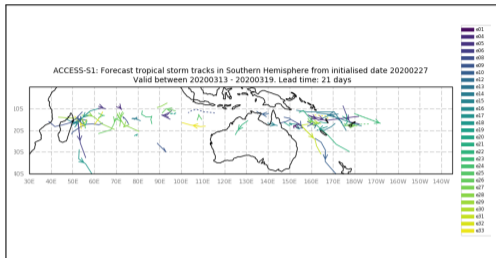 ACCESS-S1: Forecast tropical storm tracks in Southern Hemisphere from initialised date 20200227
Valid between 20200313 - 20200319. Lead time: 21 days
10S
20S
30S
40S
30E 40E 50E 60E 70E 80E 90E 100E 110E 120E 130E 140E 150E 160E 170E 180E 170W 160W 150W 140W
e01
e04
e05
e06
e08
e09
e10
e12
e13
e14
e15
e16
e17
e18
e19
e20
e21
e22
e23
e24
e25
e26
e27
e28
e29
e30
e31
e32
e33